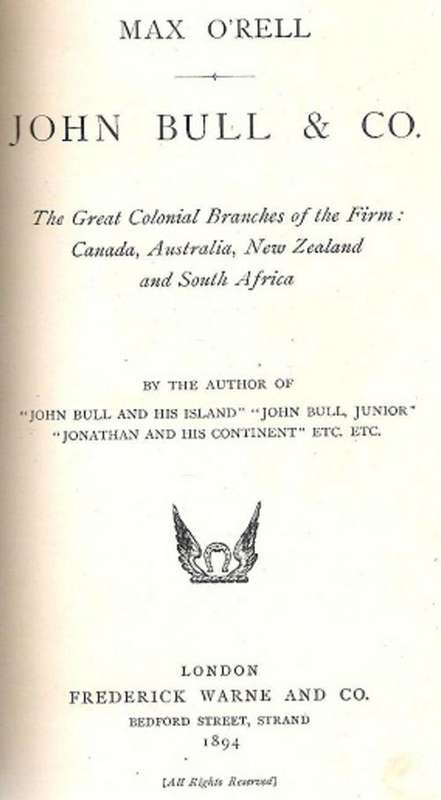 MAX O'RELL
JOHN BULL & CO.
The Great Colonial Branches of the Firm:
Canada, Australia, New Zealand
and South Africa
BY THE AUTHOR OF
"JOHN BULL AND HIS ISLAND" "JOHN BULL, JUNIOR"
"JONATHAN AND HIS CONTINENT" ETC. ETC.
LONDON
FREDERICK WARNE AND CO.
BEDFORD STREET, STRAND
1894
[All Rights Reserved]